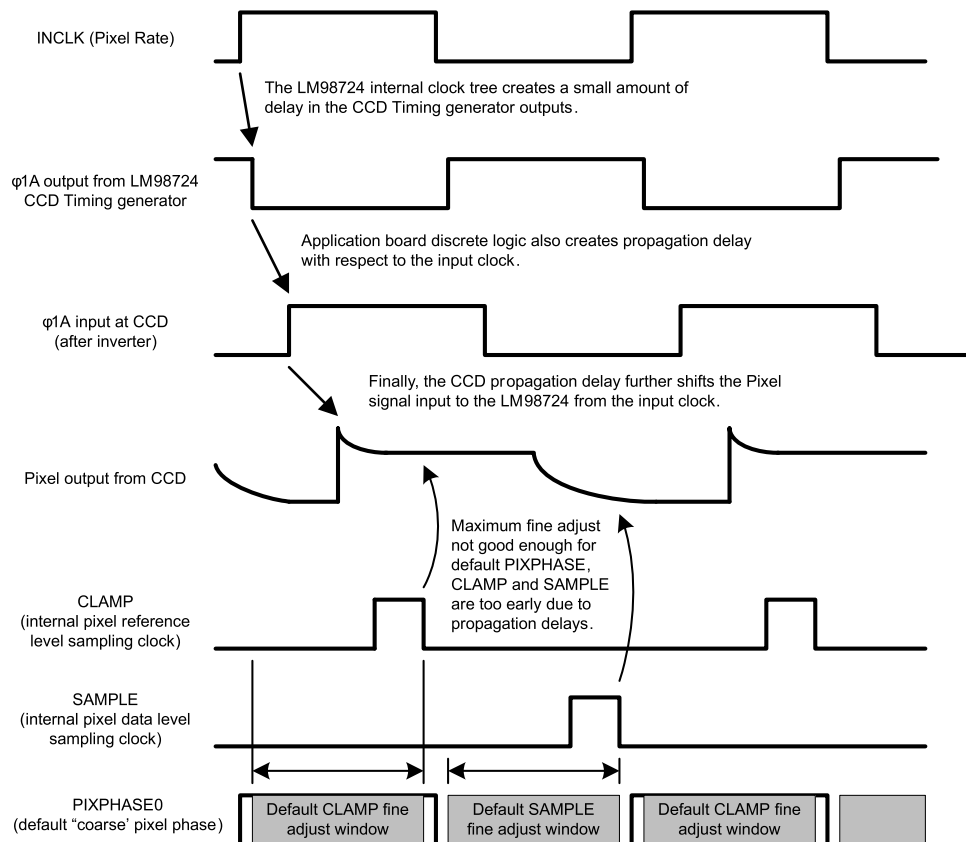 INCLK (Pixel Rate)
The LM98724 internal clock tree creates a small amount of
delay in the CCD Timing generator outputs.
φ1A output from LM98724
CCD Timing generator
Application board discrete logic also creates propagation delay
with respect to the input clock.
φ1A input at CCD
(after inverter)
Finally, the CCD propagation delay further shifts the Pixel
signal input to the LM98724 from the input clock.
Pixel output from CCD
Maximum fine adjust
not good enough for
default PIXPHASE,
CLAMP and SAMPLE
are too early due to
propagation delays.
CLAMP
(internal pixel reference
level sampling clock)
SAMPLE
(internal pixel data level
sampling clock)
PIXPHASE0
(default “coarse’ pixel phase)
Default CLAMP fine
adjust window
Default SAMPLE
fine adjust window
Default CLAMP fine
adjust window